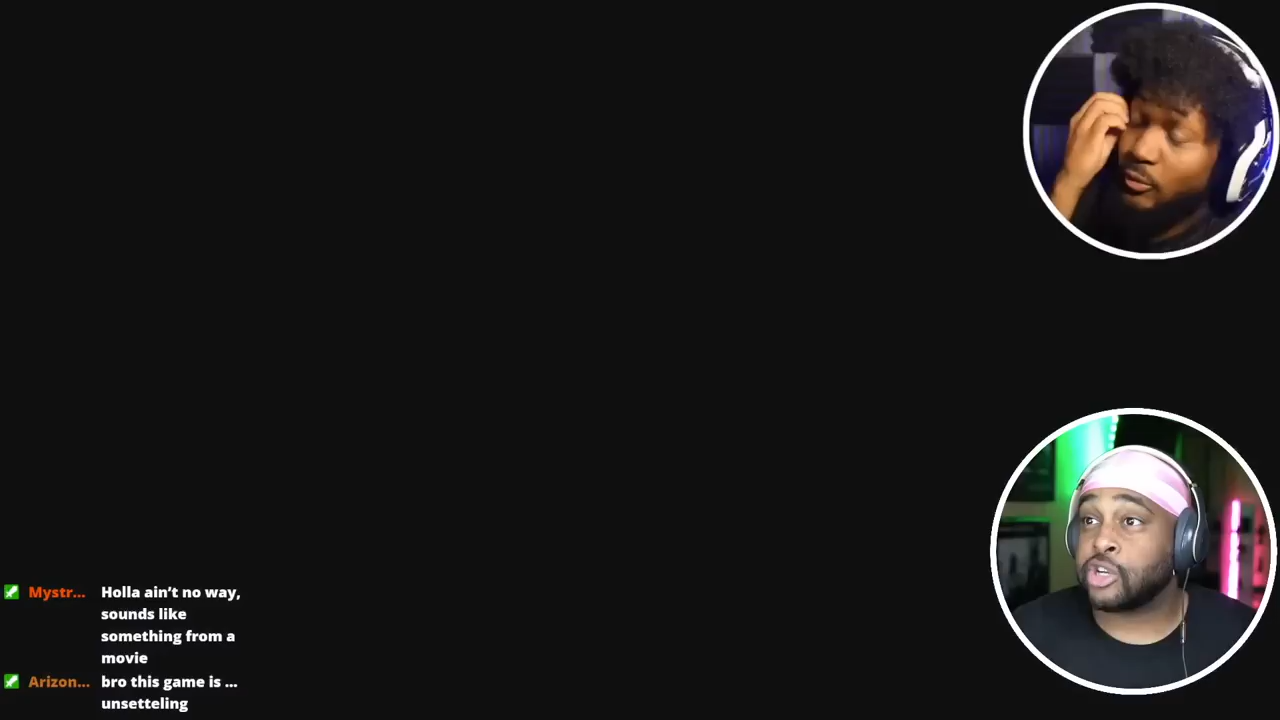 Mystr... Holla ain’t no way,
sounds like
something from a
movie
Arizon... bro this game is ...
unsetteling